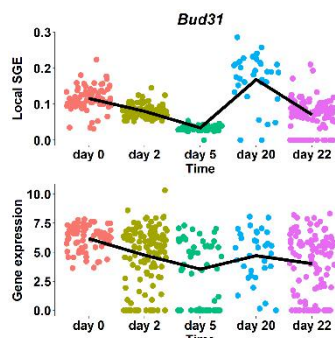 Bud31
Local SGE
0.3
0.2
0.1
0.0
day 0 day 2 day 5 day 20 day 22
Time
Gene expression
10.0
7.5
5.0
2.5
0.0
day 0 day 2 day 5 day 20 day 22
Time